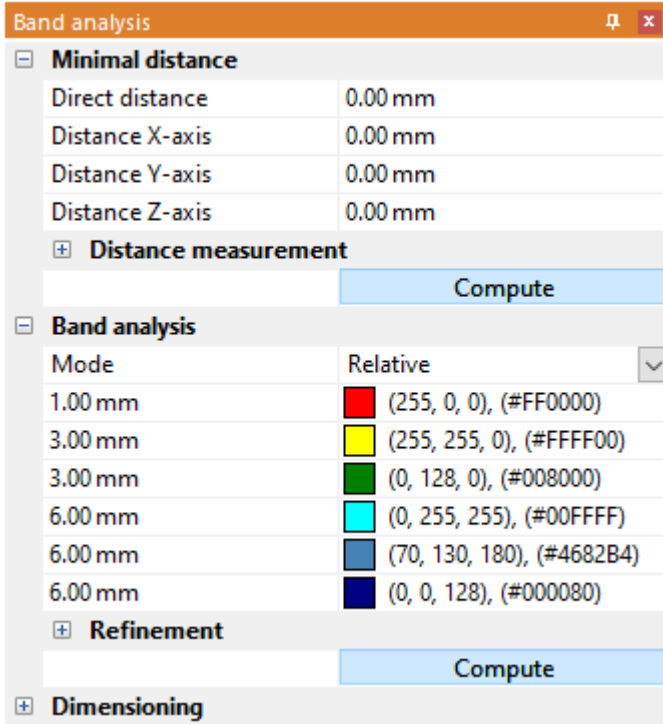 Band analysis
Minimal distance
Direct distance 0.00 mm
Distance X-axis 0.00 mm
Distance Y-axis 0.00 mm
Distance Z-axis 0.00 mm
Distance measurement
Compute
Band analysis
Mode Relative
1.00 mm (255, 0, 0), (#FF0000)
3.00 mm (255, 255, 0), (#FFFF00)
3.00 mm (0, 128, 0), (#008000)
6.00 mm (0, 255, 255), (#00FFFF)
6.00 mm (70, 130, 180), (#4682B4)
6.00 mm (0, 0, 128), (#000080)
Refinement
Compute
Dimensioning